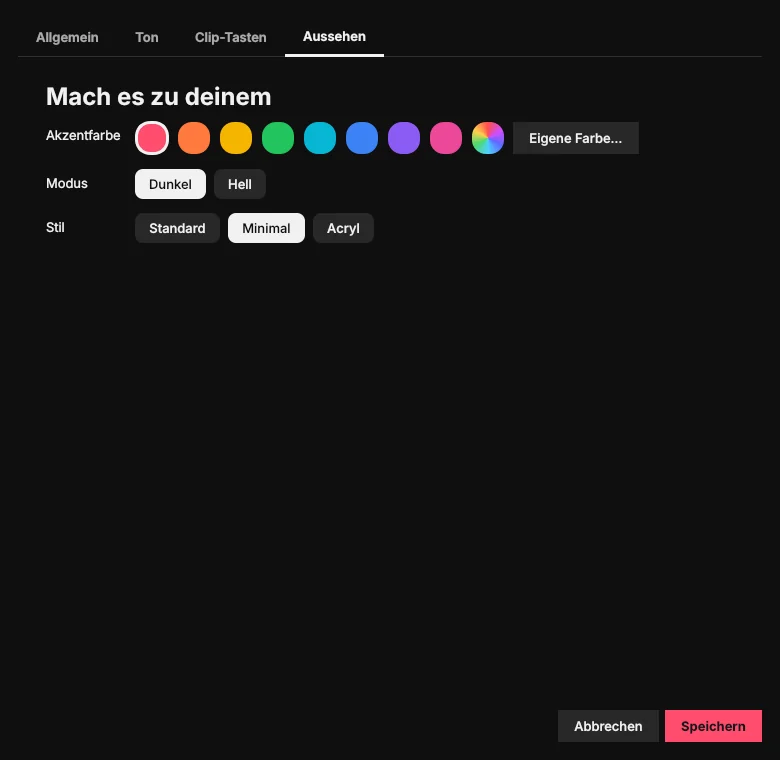 Allgemein Ton Clip-Tasten Aussehen
Mach es zu deinem
Akzentfarbe Eigene Farbe...
Modus Dunkel Hell
Stil Standard Minimal Acryl
Abbrechen Speichern